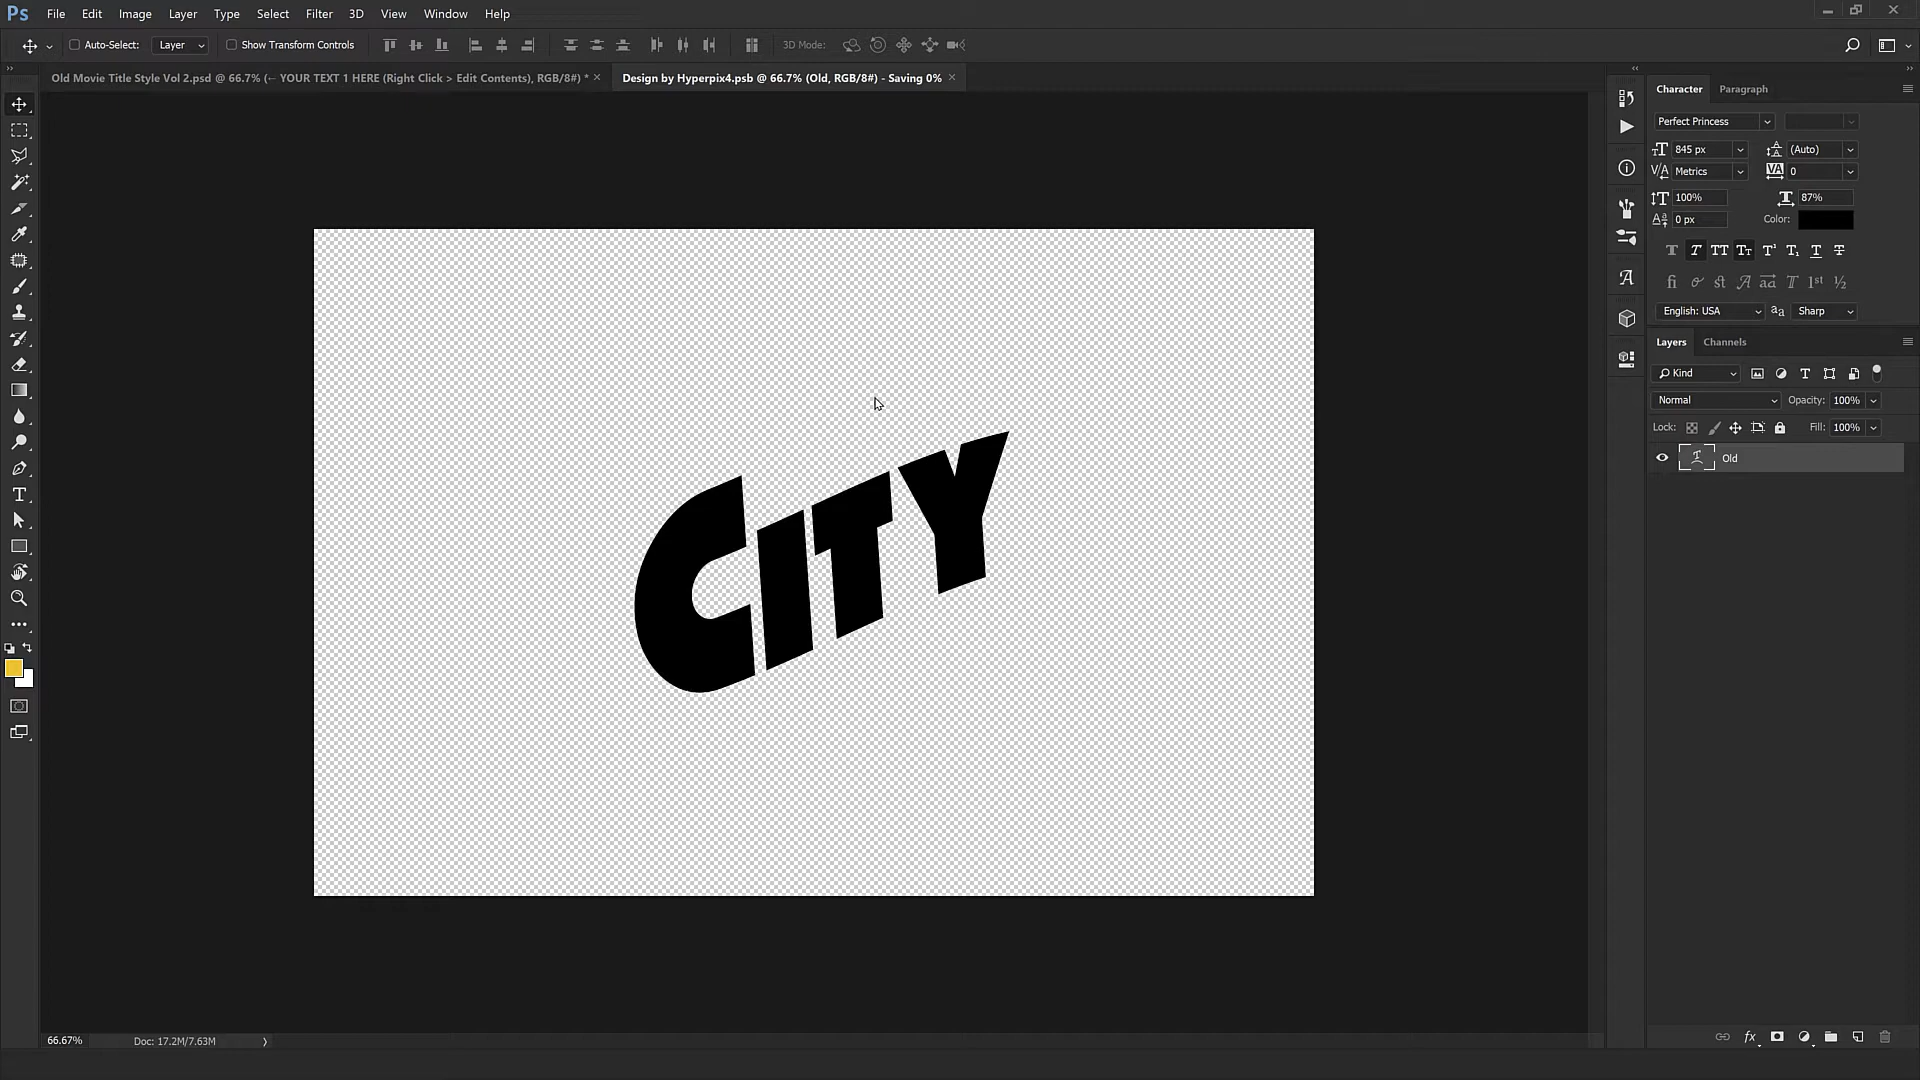 Ps File Edit Image Layer Type Select Filter 3D View Window Help
Auto-Select: Layer Show Transform Controls 3D Mode:
Old Movie Title Style Vol 2.psd @ 66.7% (← YOUR TEXT 1 HERE (Right Click > Edit Contents), RGB/8#) * × Design by Hyperpix4.psb @ 66.7% (Old, RGB/8#) - Saving 0% ×
Character Paragraph
Perfect Princess
845 px (Auto)
Metrics 0
100% 87%
0 px Color:
English: USA Sharp
Layers Channels
Kind
Normal Opacity: 100%
Lock: Fill: 100%
Old
CITY
66.67% Doc: 17.2M/7.63M